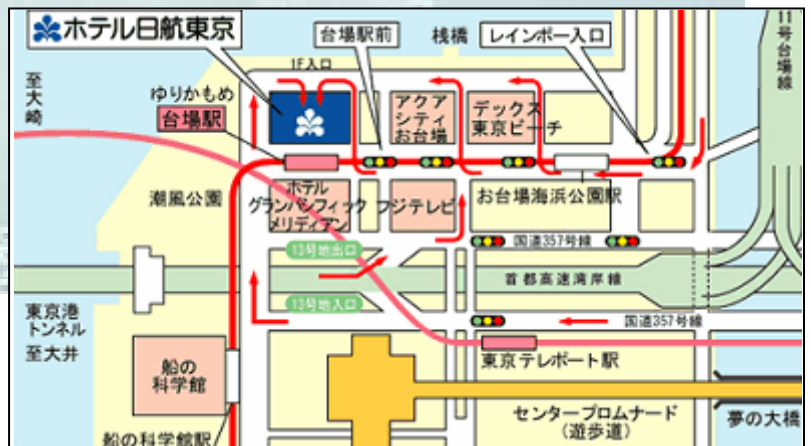 ホテル日航東京
台場駅前
桟橋
レインボー入口
11号台場線
至大崎
1F入口
ゆりかもめ
台場駅
アクア
シティ
お台場
デックス
東京ビーチ
潮風公園
ホテル
グランパシフィック
メリディアン
フジテレビ
お台場海浜公園駅
13号地出口
国道357号線
首都高速湾岸線
13号地入口
国道357号線
東京港
トンネル
至大井
船の
科学館
東京テレポート駅
センタープロムナード
(遊歩道)
夢の大橋
船の科学館駅